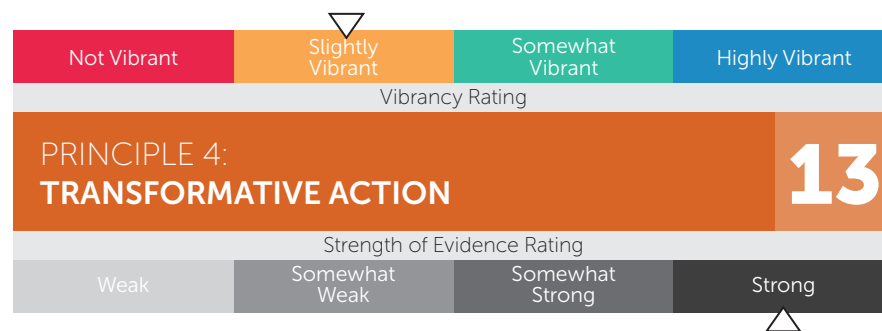 Not Vibrant
Slightly
Vibrant
Somewhat
Vibrant
Highly Vibrant
Vibrancy Rating
PRINCIPLE 4:
TRANSFORMATIVE ACTION
13
Strength of Evidence Rating
Weak
Somewhat
Weak
Somewhat
Strong
Strong